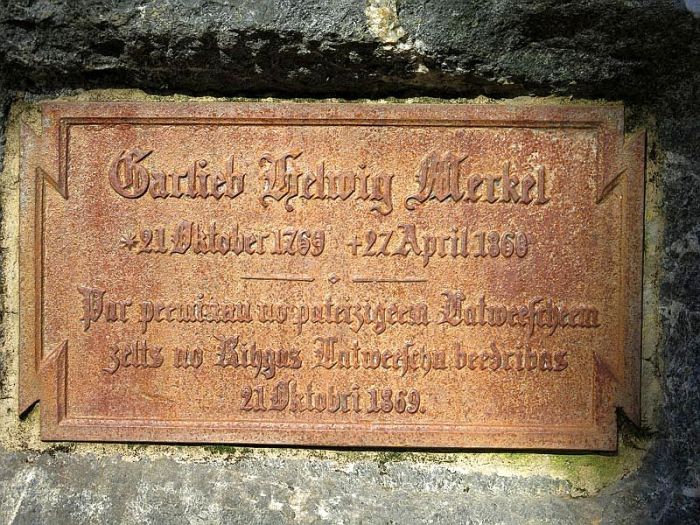 Garlieb Helwig Merkel
*21 Oktober 1769 +27 April 1850
Par peeminau no pateizigeem Latweescheem
zelts no Rihgas Latweeschu beedribas
21 Oktobri 1869.